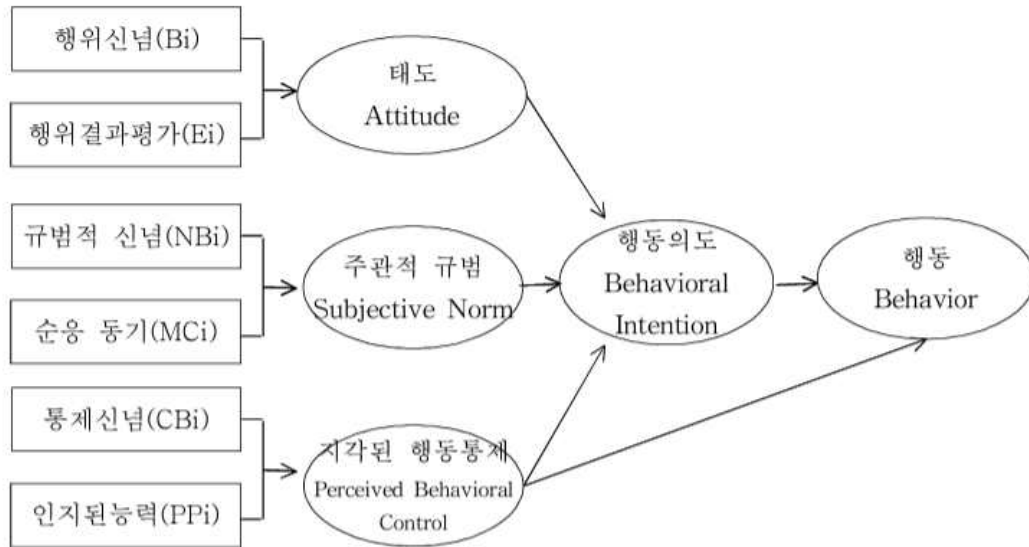 행위신념(Bi)
행위결과평가(Ei)
태도
Attitude
규범적 신념(NBi)
순응 동기(MCi)
주관적 규범
Subjective Norm
행동의도
Behavioral
Intention
행동
Behavior
통제신념(CBi)
인지된능력(PPi)
지각된 행동통제
Perceived Behavioral
Control